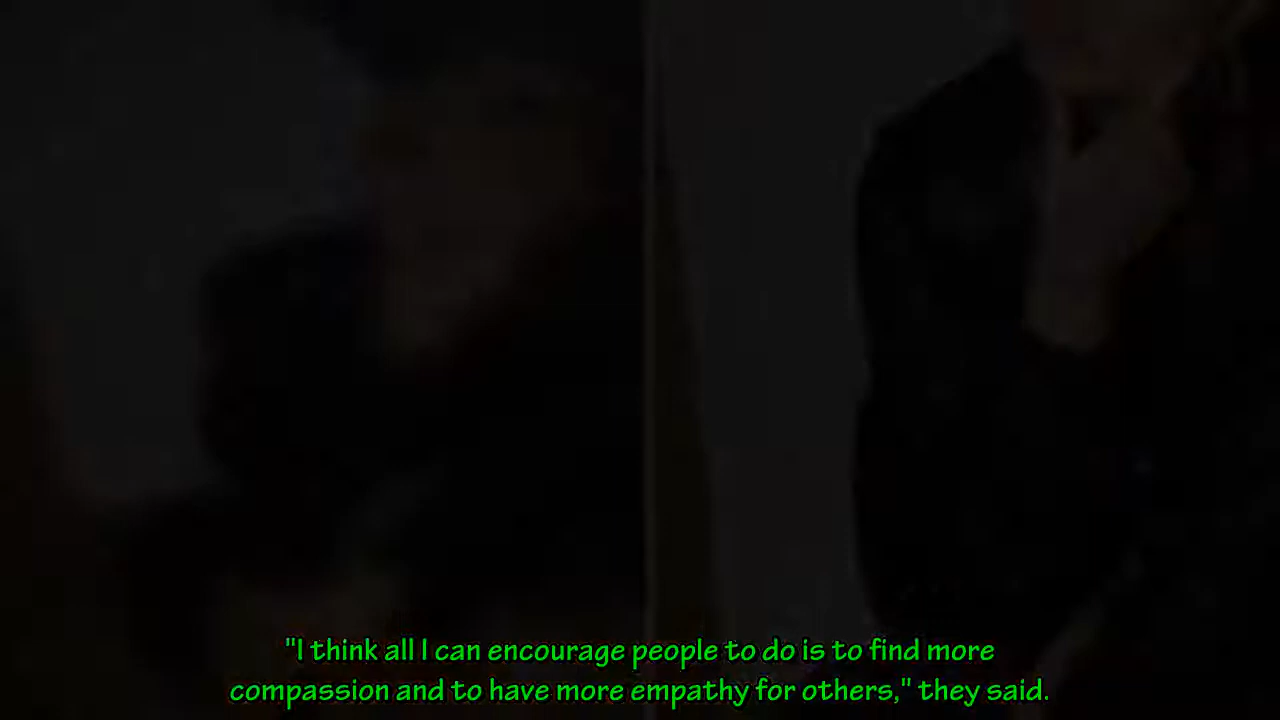 "I think all I can encourage people to do is to find more
compassion and to have more empathy for others," they said.